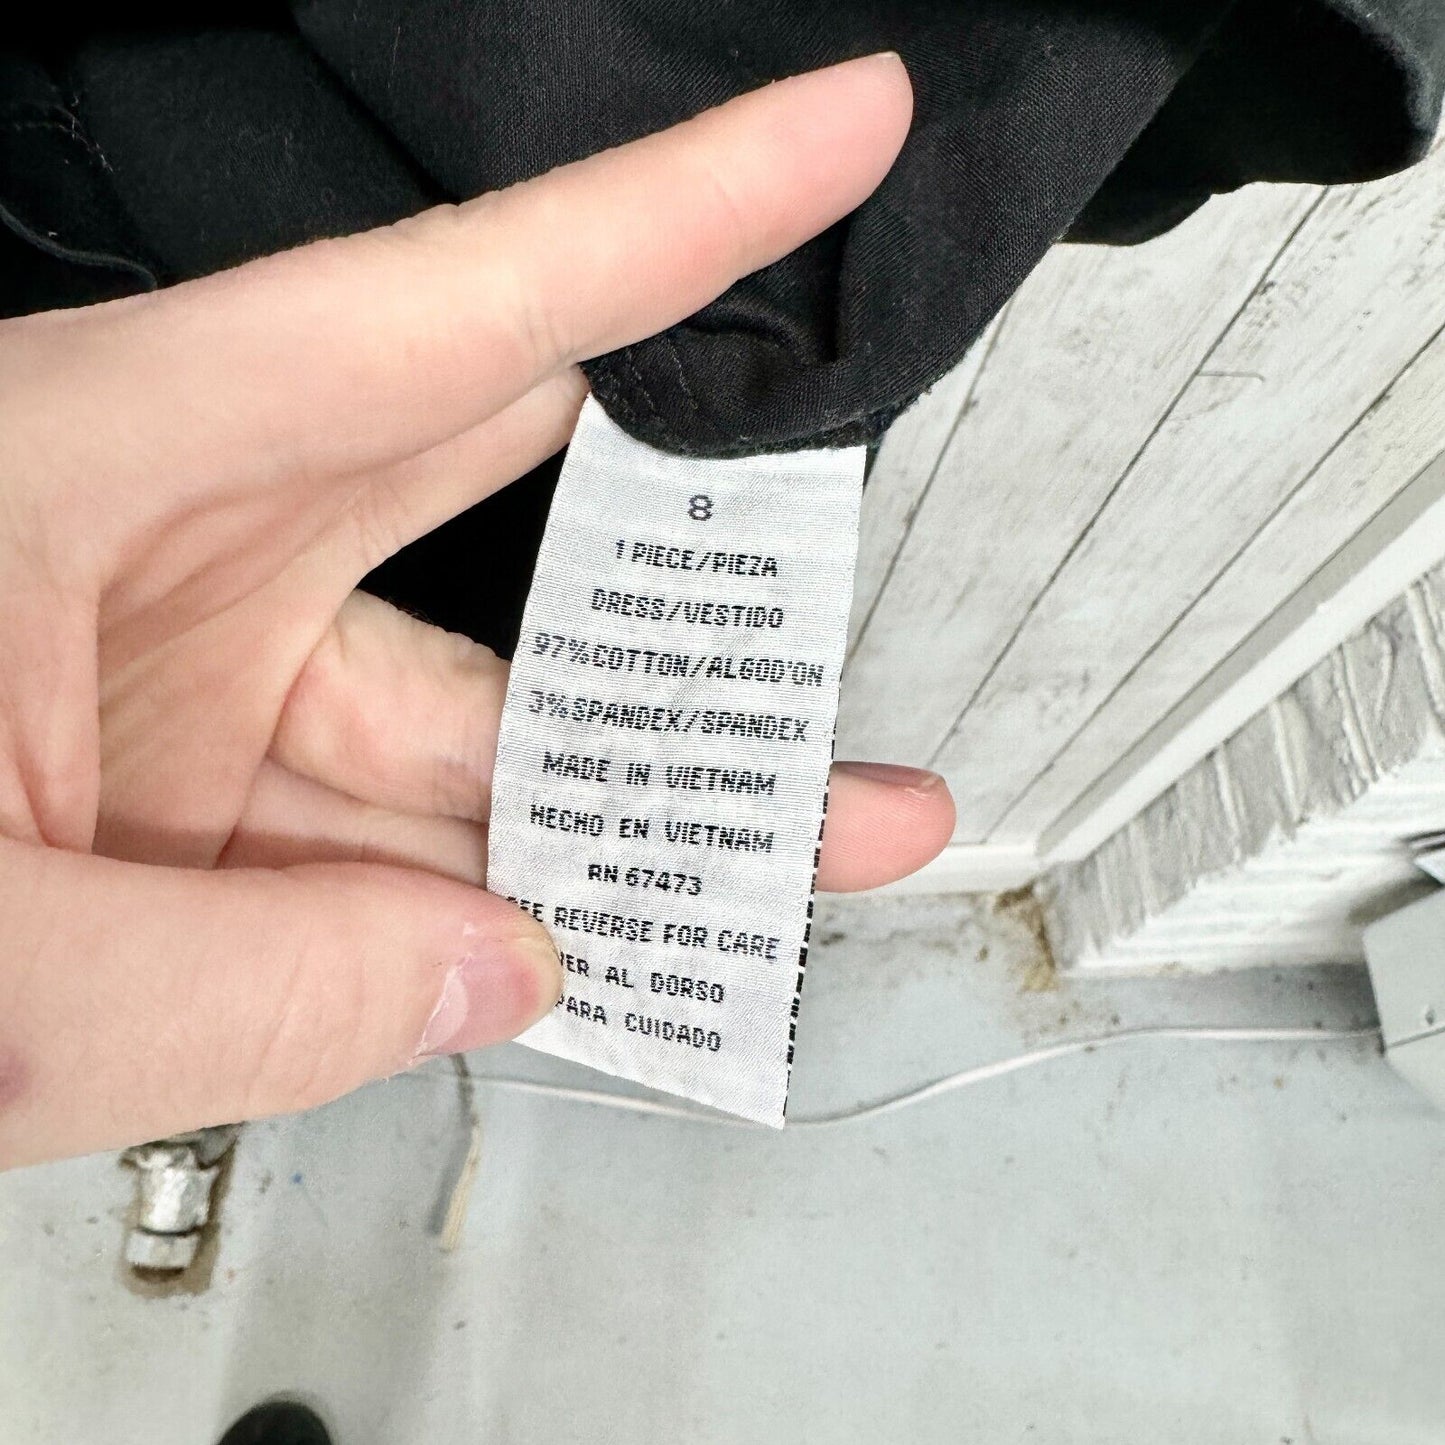 8
1 PIECE/PIEZA
DRESS/VESTIDO
97%COTTON/ALGOD'ON
3%SPANDEX/SPANDEX
MADE IN VIETNAM
HECHO EN VIETNAM
RN 67473
REVERSE FOR CARE
VER AL DORSO
PARA CUIDADO